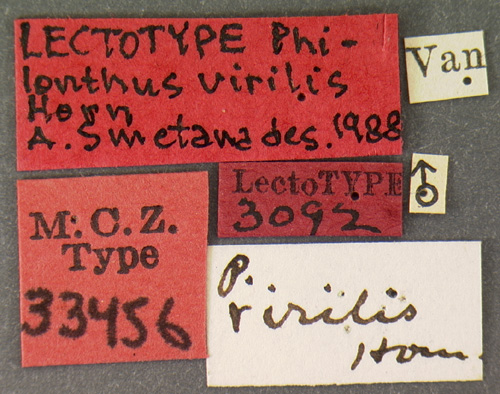 LECTOTYPE Phi-
lonthus virilis
Horn
A. Smetana des. 1988
Van
LectoTYPE
3092
♂
M.C.Z.
Type
33456
P.
virilis
Horn.